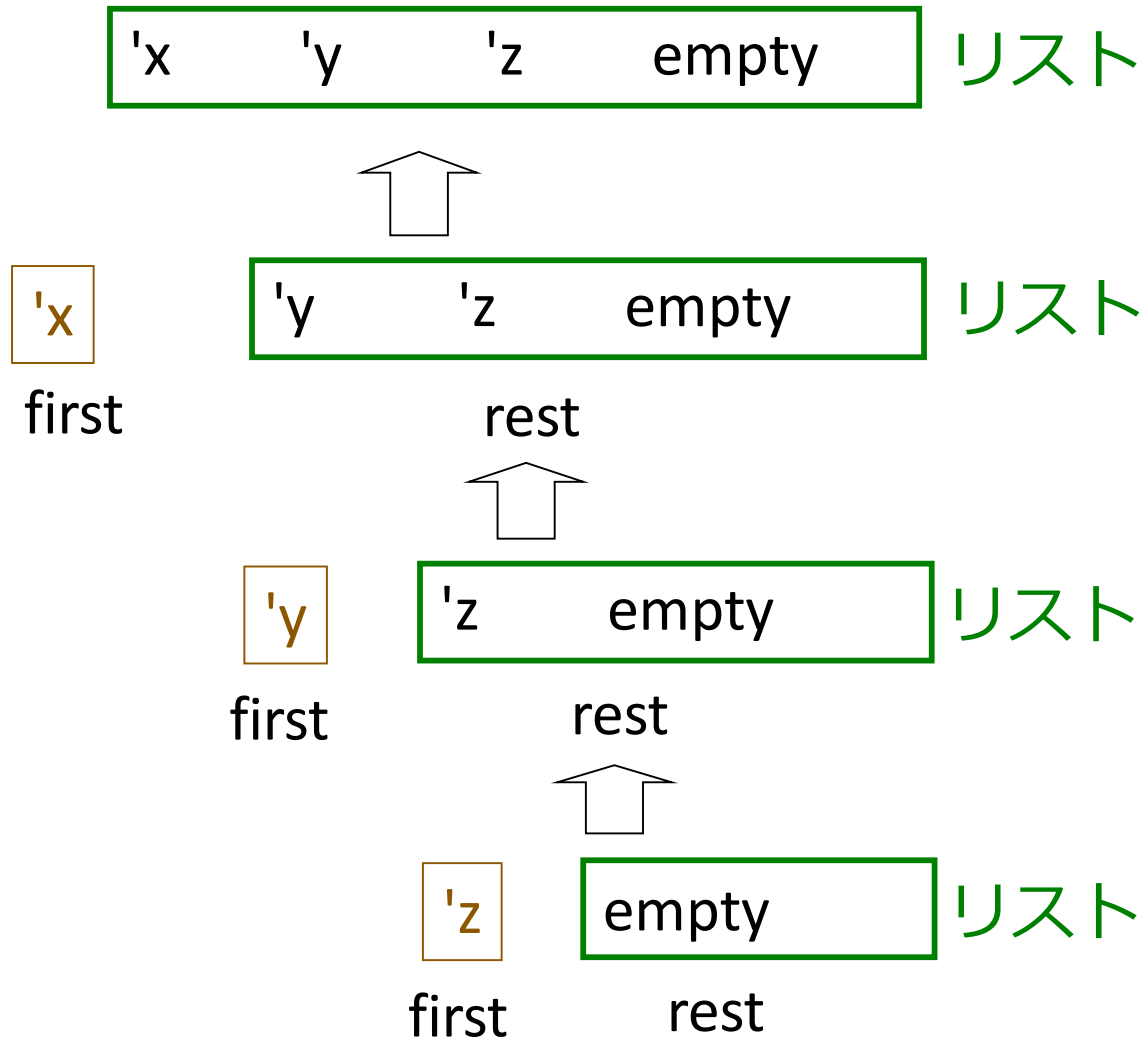 'x 'y 'z empty リスト
'x 'y 'z empty リスト
first rest
'y 'z empty リスト
first rest
'z empty リスト
first rest